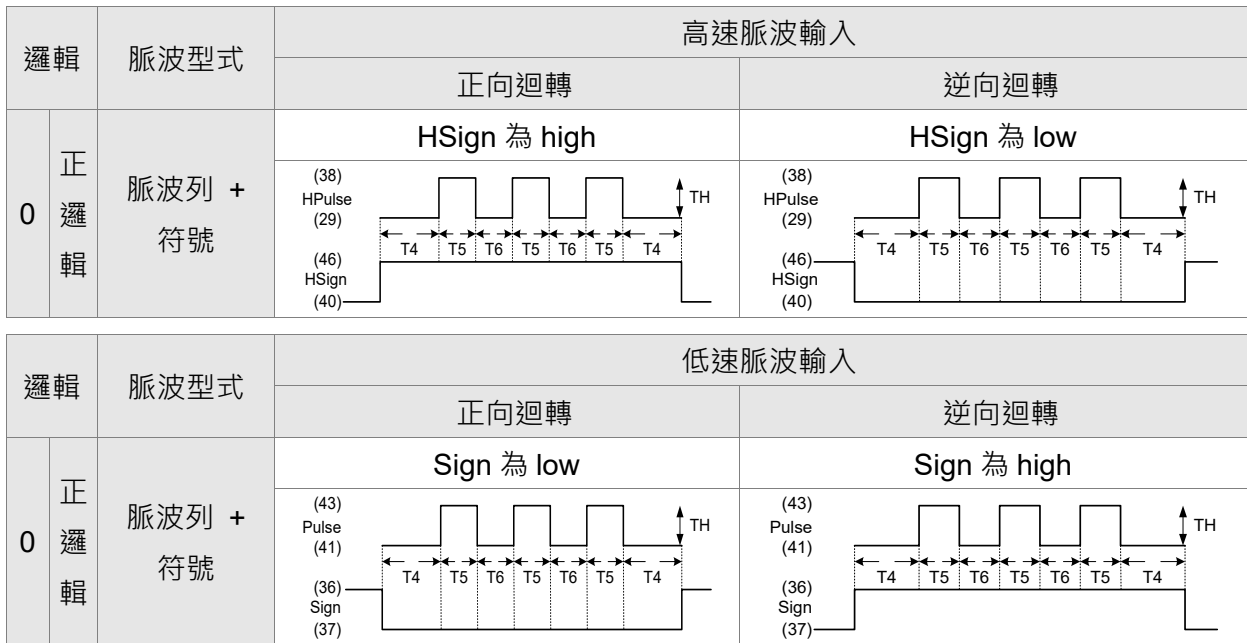 邏輯 脈波型式 高速脈波輸入
正向迴轉 逆向迴轉
0 正邏輯 脈波列 + 符號 HSign 為 high HSign 為 low
(38) (38)
HPulse TH HPulse TH
(29) (29)
T4 T5 T6 T5 T6 T5 T4 T4 T5 T6 T5 T6 T5 T4
(46) (46)
HSign HSign
(40) (40)
邏輯 脈波型式 低速脈波輸入
正向迴轉 逆向迴轉
0 正邏輯 脈波列 + 符號 Sign 為 low Sign 為 high
(43) (43)
Pulse TH Pulse TH
(41) (41)
T4 T5 T6 T5 T6 T5 T4 T4 T5 T6 T5 T6 T5 T4
(36) (36)
Sign Sign
(37) (37)